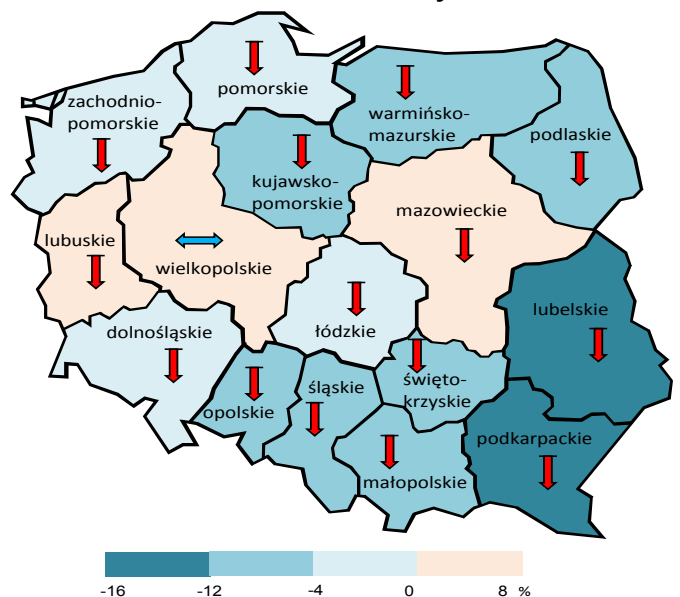 pomorskie
zachodnio-
pomorskie
warmińsko-
mazurskie
podlaskie
kujawsko-
pomorskie
mazowieckie
lubuskie
wielkopolskie
lubelskie
dolnośląskie
łódzkie
święto-
krzyskie
śląskie
opolskie
podkarpackie
małopolskie
-16 -12 -4 0 8 %